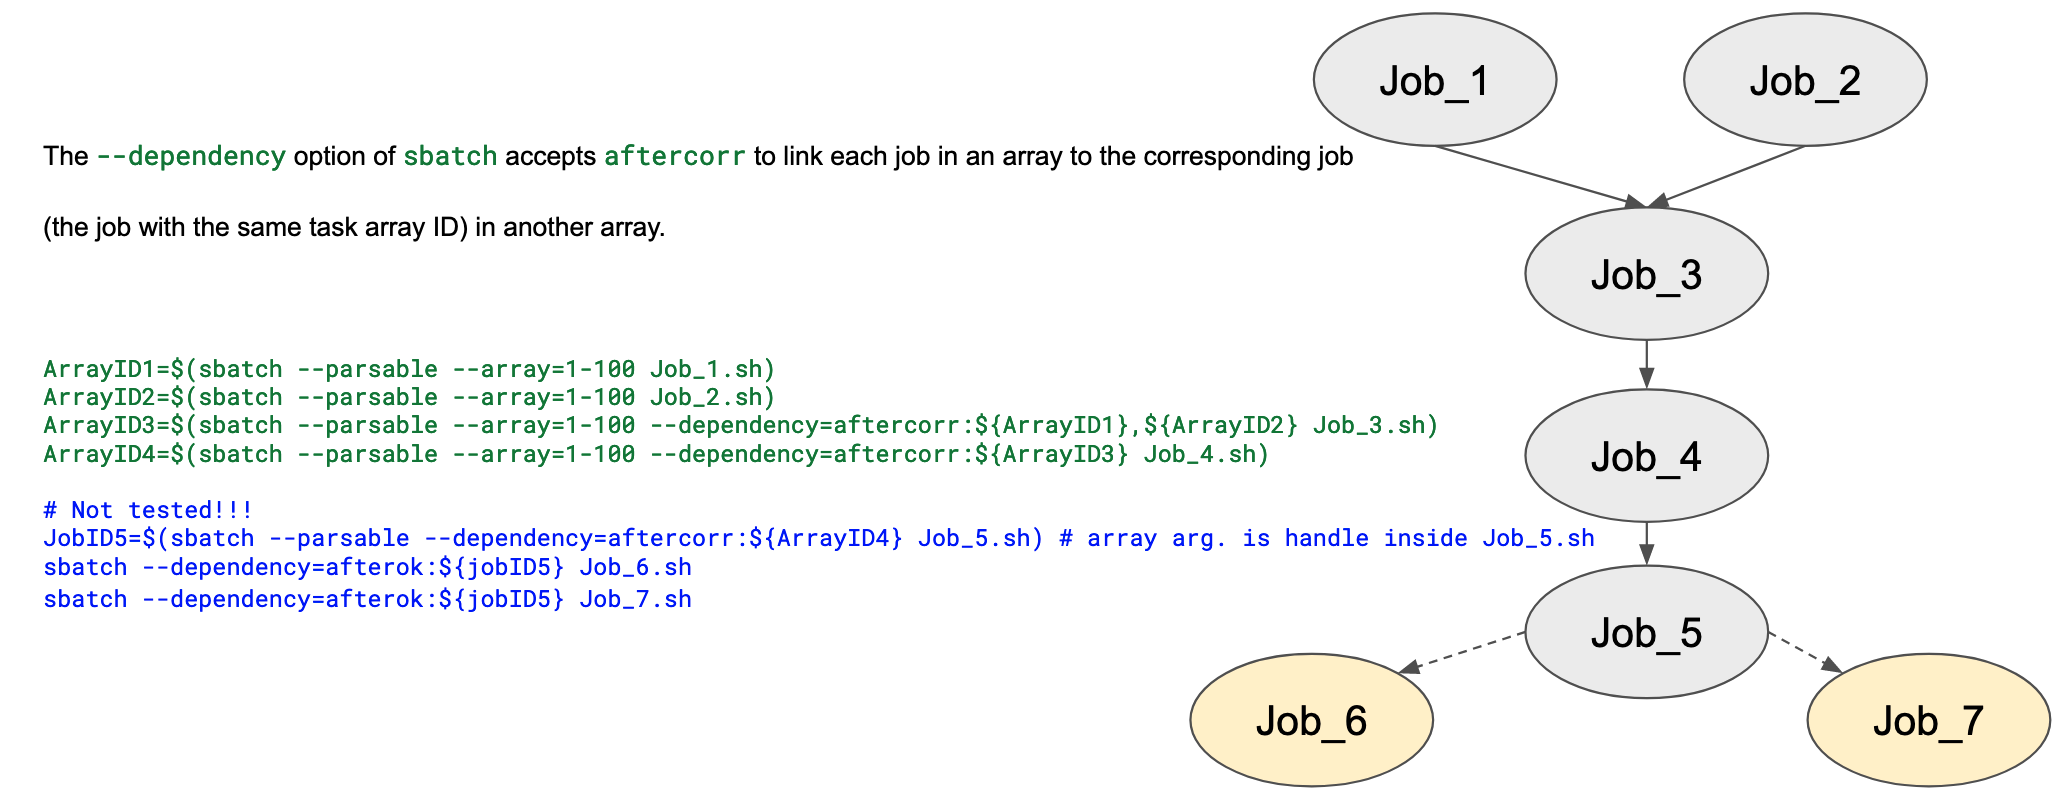 Job_1
Job_2
The --dependency option of sbatch accepts aftercorr to link each job in an array to the corresponding job
(the job with the same task array ID) in another array.
Job_3
ArrayID1=$(sbatch --parsable --array=1-100 Job_1.sh)
ArrayID2=$(sbatch --parsable --array=1-100 Job_2.sh)
ArrayID3=$(sbatch --parsable --array=1-100 --dependency=aftercorr:${ArrayID1},${ArrayID2} Job_3.sh)
ArrayID4=$(sbatch --parsable --array=1-100 --dependency=aftercorr:${ArrayID3} Job_4.sh)
Job_4
# Not tested!!!
JobID5=$(sbatch --parsable --dependency=aftercorr:${ArrayID4} Job_5.sh) # array arg. is handle inside Job_5.sh
sbatch --dependency=afterok:${jobID5} Job_6.sh
sbatch --dependency=afterok:${jobID5} Job_7.sh
Job_5
Job_6
Job_7